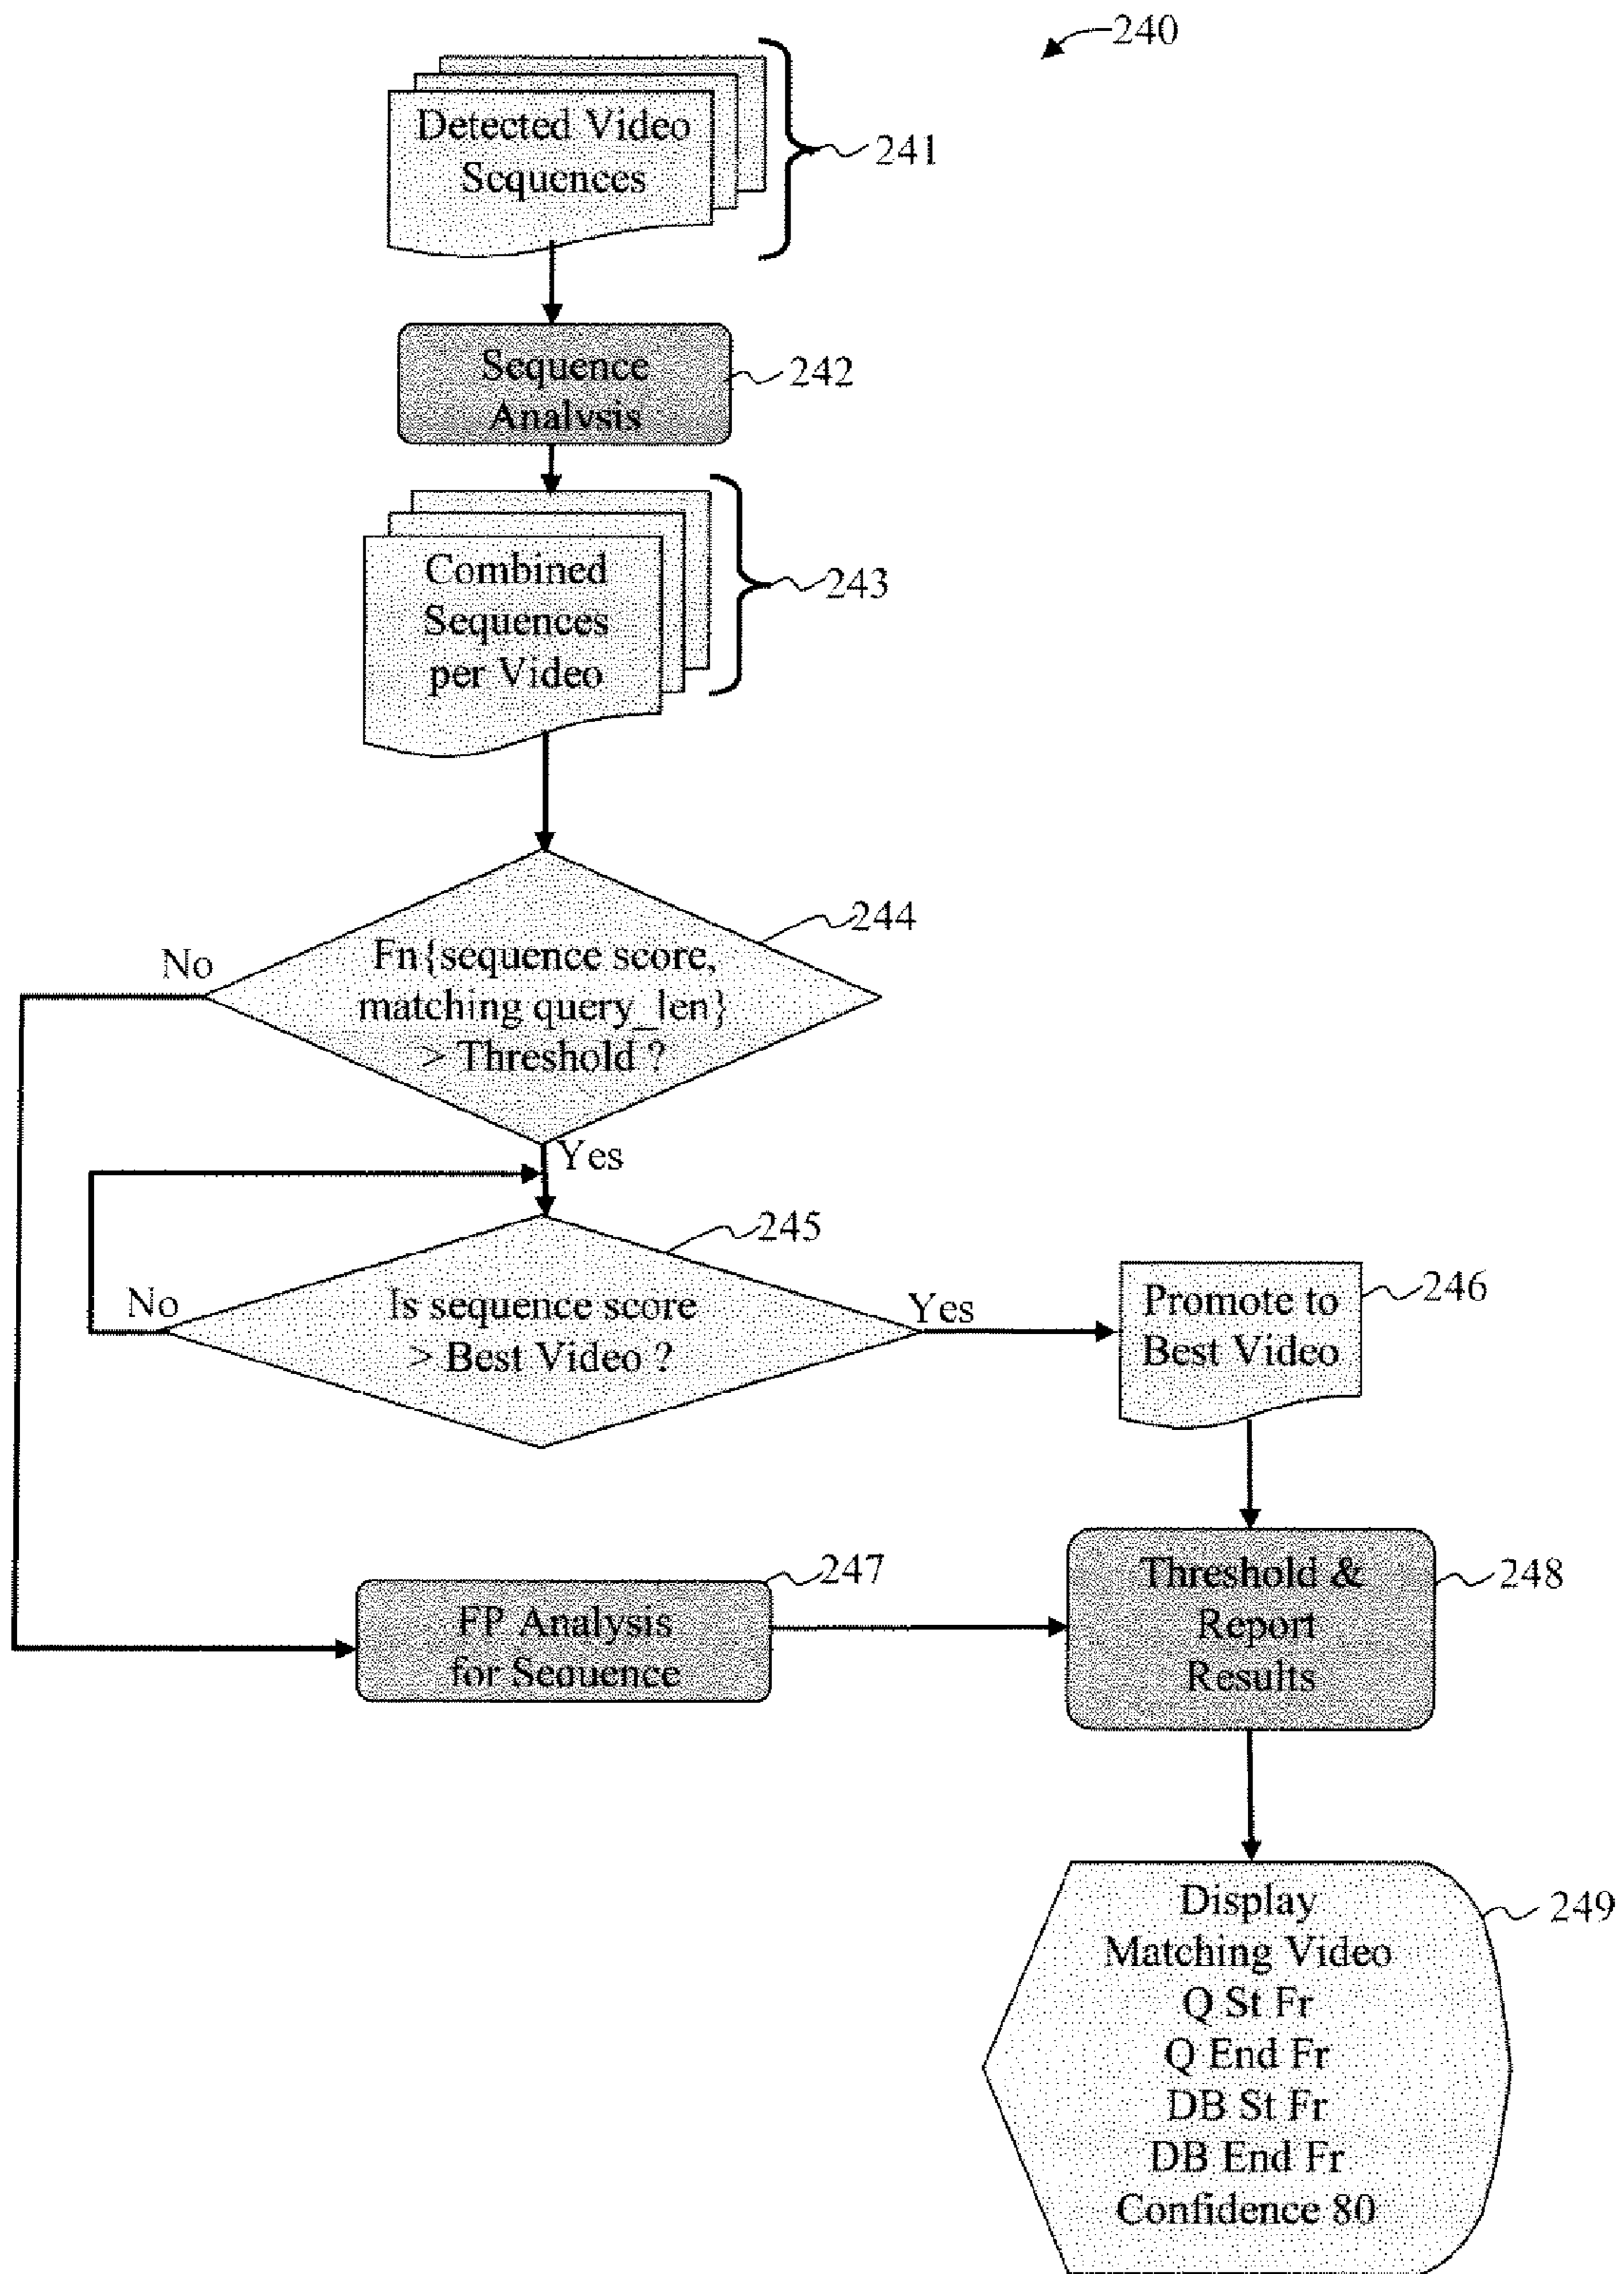 240
Detected Video
Sequences
241
Sequence
Analysis
242
Combined
Sequences
per Video
243
244
No
Fn{sequence score,
matching query_len}
> Threshold ?
Yes
245
No
Is sequence score
> Best Video ?
Yes
Promote to
Best Video
246
247
FP Analysis
for Sequence
Threshold &
Report
Results
248
Display
Matching Video
Q St Fr
Q End Fr
DB St Fr
DB End Fr
Confidence 80
249